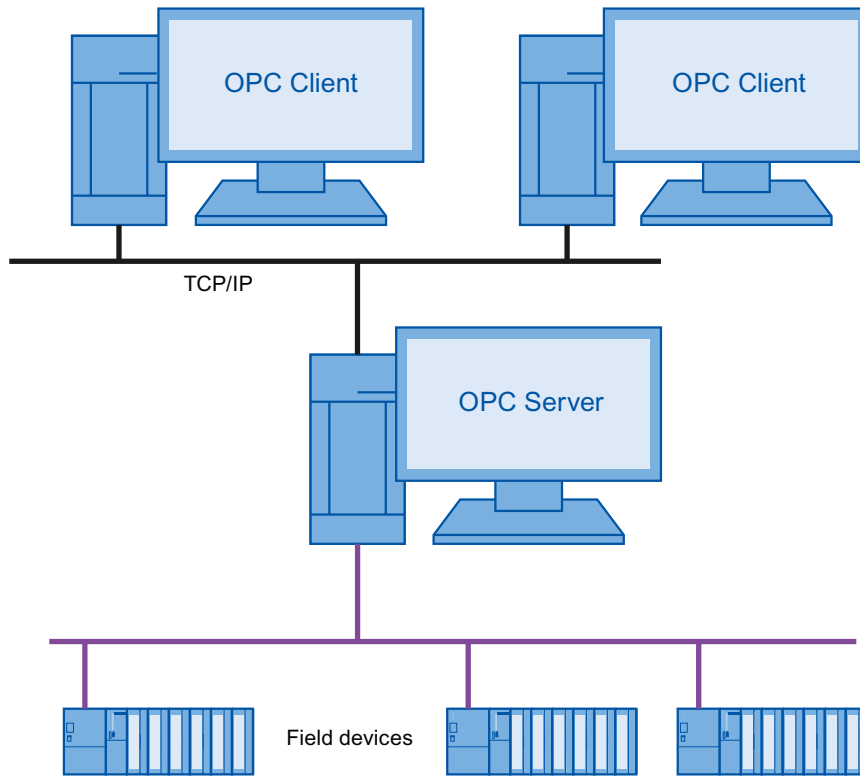 OPC Client
OPC Client
TCP/IP
OPC Server
Field devices